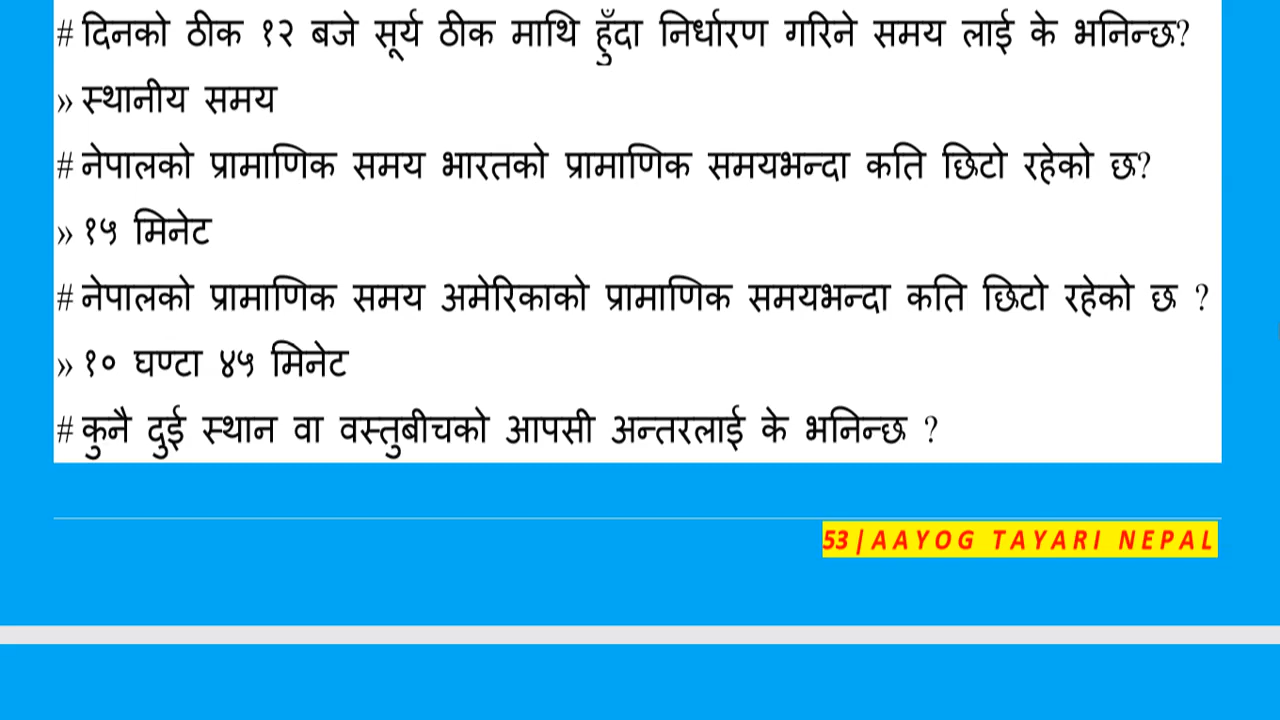 # दिनको ठीक १२ बजे सूर्य ठीक माथि हुँदा निर्धारण गरिने समय लाई के भनिन्छ?
» स्थानीय समय
# नेपालको प्रामाणिक समय भारतको प्रामाणिक समयभन्दा कति छिटो रहेको छ?
» १५ मिनेट
# नेपालको प्रामाणिक समय अमेरिकाको प्रामाणिक समयभन्दा कति छिटो रहेको छ ?
» १० घण्टा ४५ मिनेट
# कुनै दुई स्थान वा वस्तुबीचको आपसी अन्तरलाई के भनिन्छ ?
53 | AAYOG TAYARI NEPAL